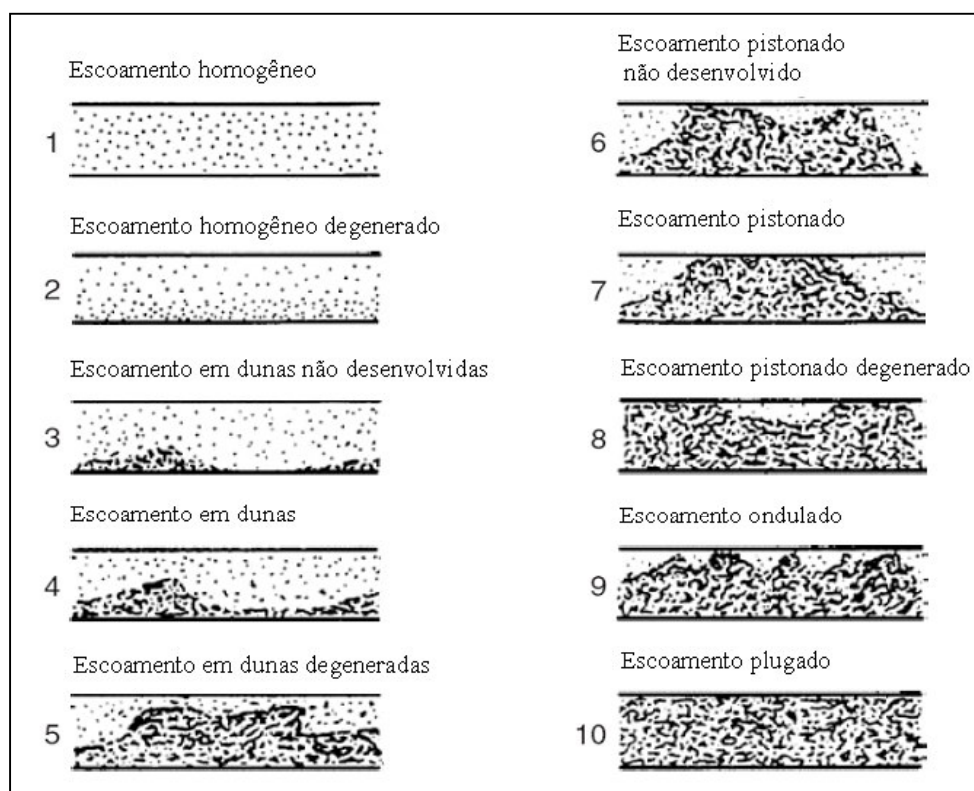 Escoamento homogêneo
1
Escoamento homogêneo degenerado
2
Escoamento em dunas não desenvolvidas
3
Escoamento em dunas
4
Escoamento em dunas degeneradas
5
Escoamento pistonado
não desenvolvido
6
Escoamento pistonado
7
Escoamento pistonado degenerado
8
Escoamento ondulado
9
Escoamento plugado
10